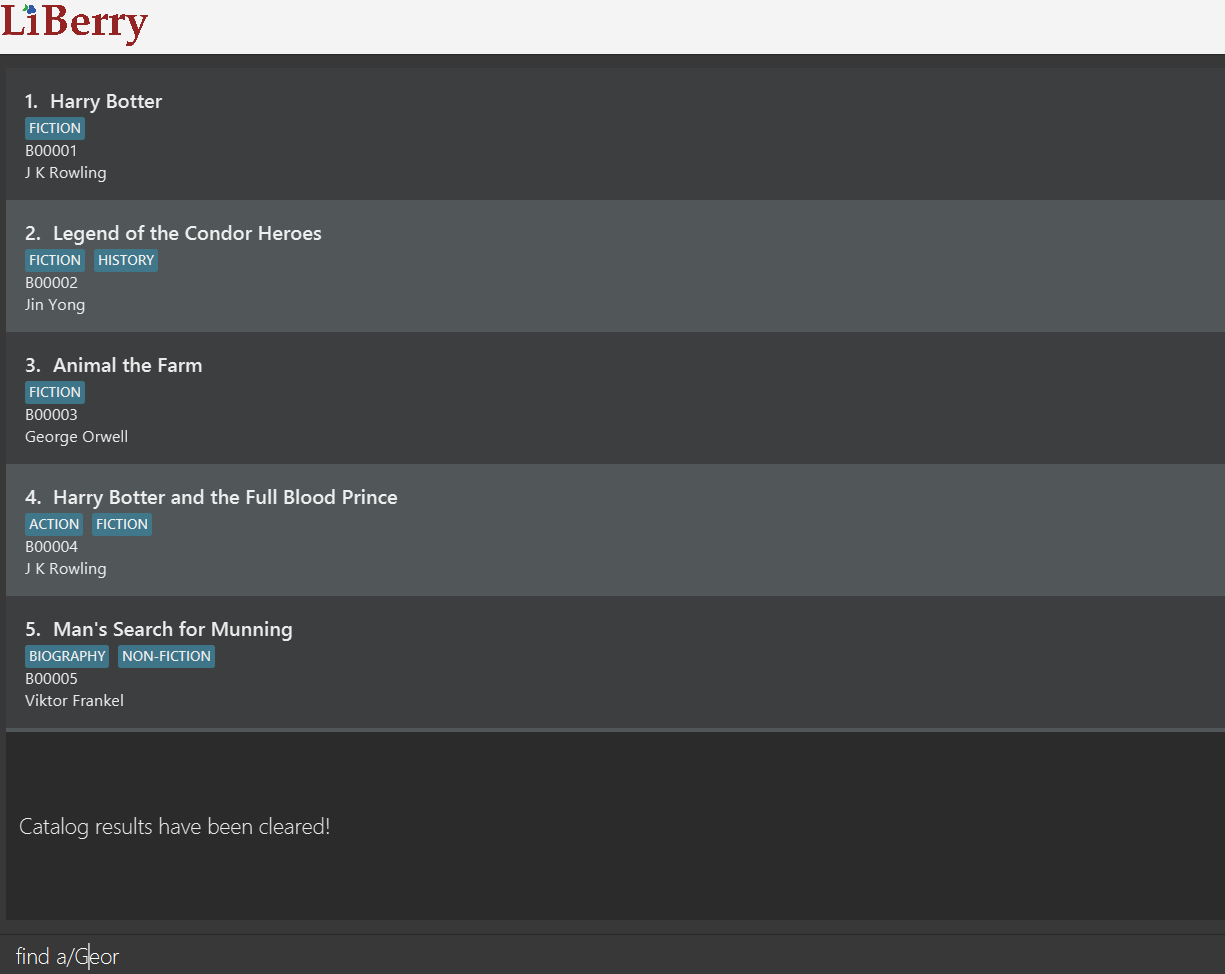 LiBerry
1. Harry Botter
FICTION
B00001
J K Rowling
2. Legend of the Condor Heroes
FICTION HISTORY
B00002
Jin Yong
3. Animal the Farm
FICTION
B00003
George Orwell
4. Harry Botter and the Full Blood Prince
ACTION FICTION
B00004
J K Rowling
5. Man's Search for Munning
BIOGRAPHY NON-FICTION
B00005
Viktor Frankel
Catalog results have been cleared!
find a/Geor